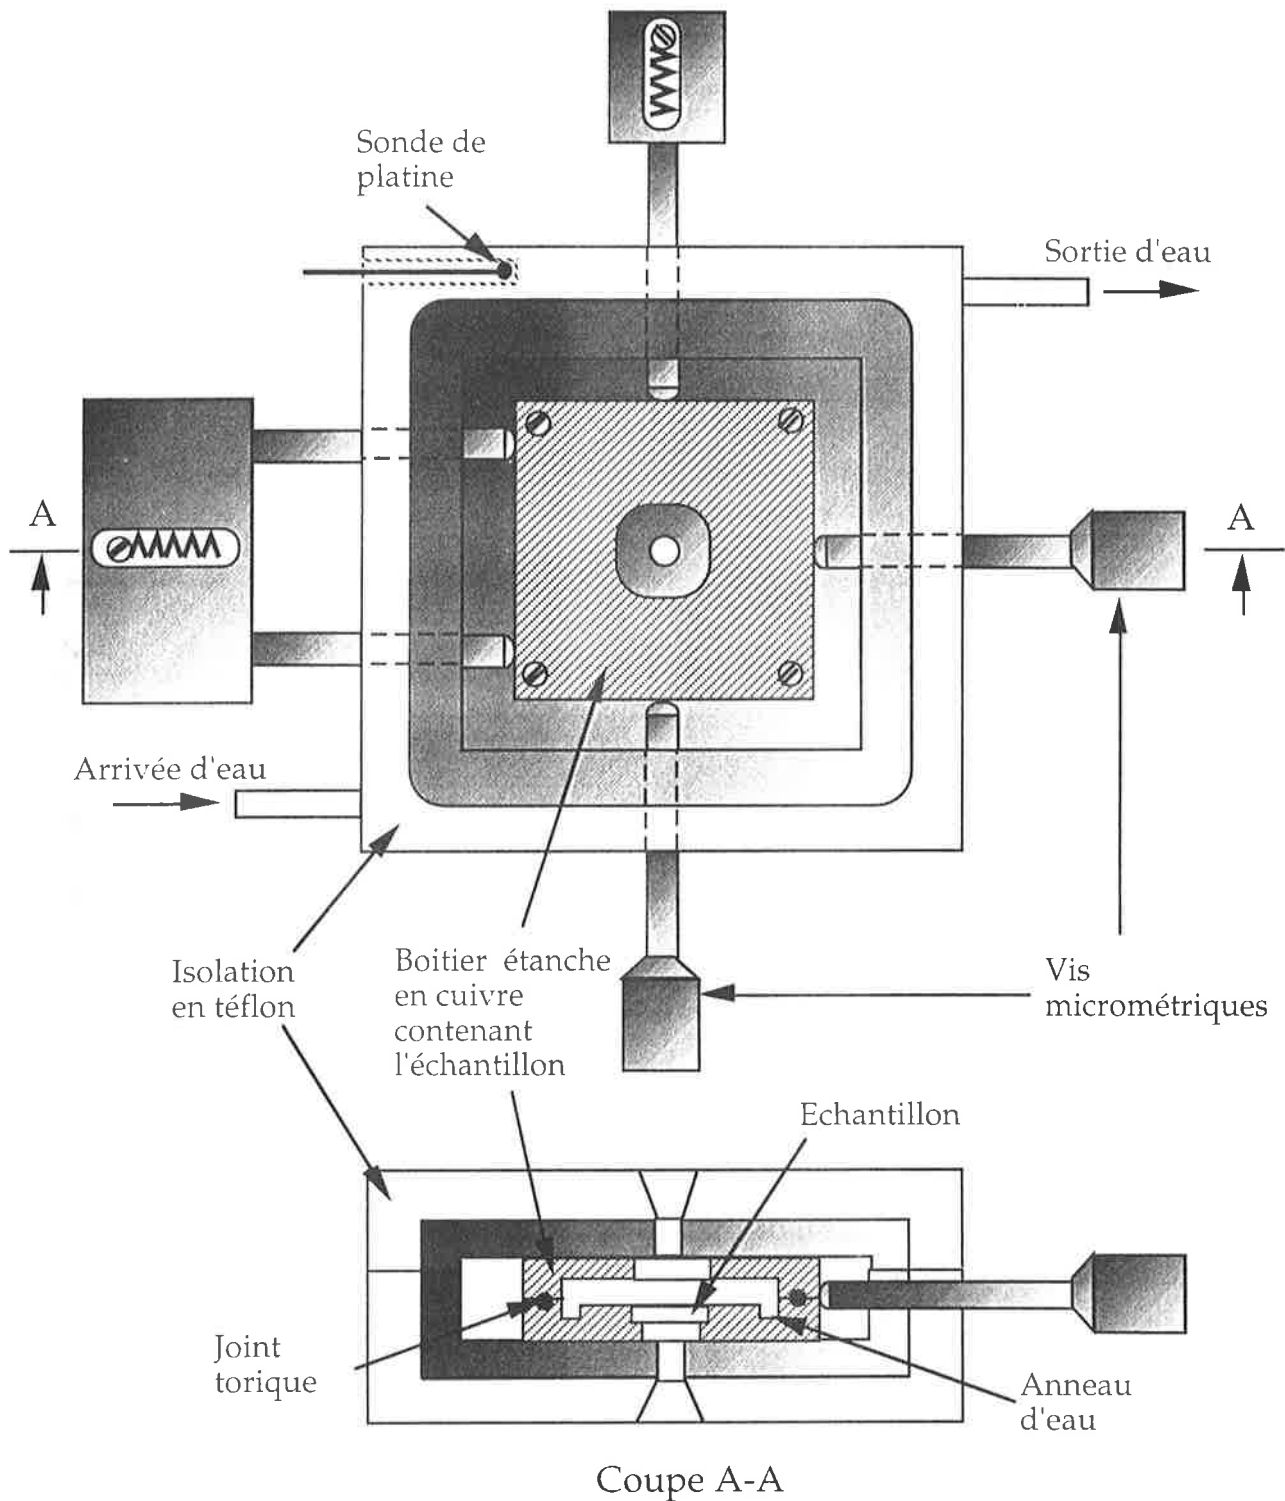 Sonde de
platine
Sortie d'eau
A
A
Arrivée d'eau
Isolation
en téflon
Boitier étanche
en cuivre
contenant
l'échantillon
Vis
micrométriques
Echantillon
Joint
torique
Anneau
d'eau
Coupe A-A